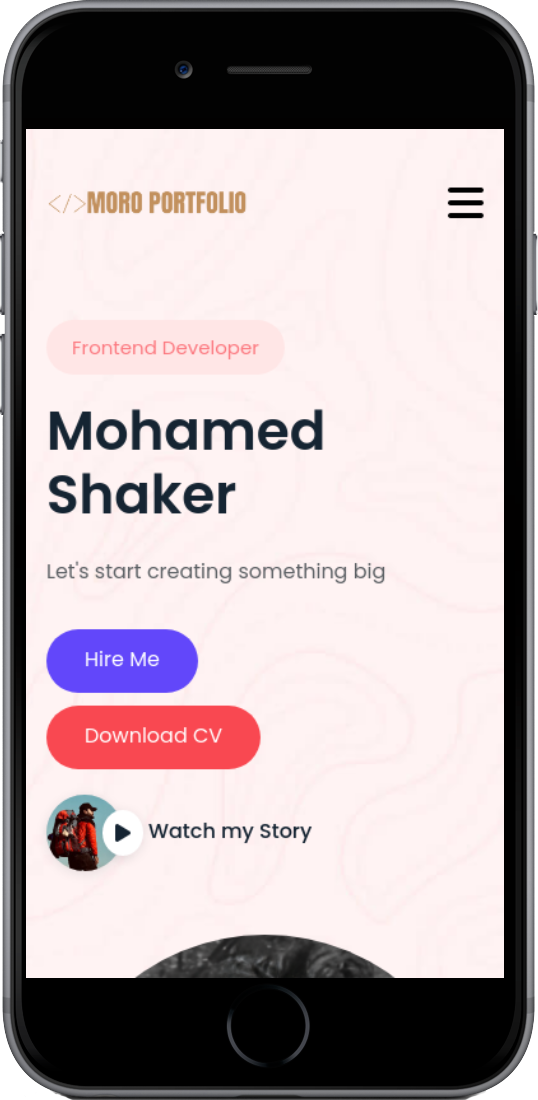 </>MORO PORTFOLIO
Frontend Developer
Mohamed
Shaker
Let's start creating something big
Hire Me
Download CV
Watch my Story